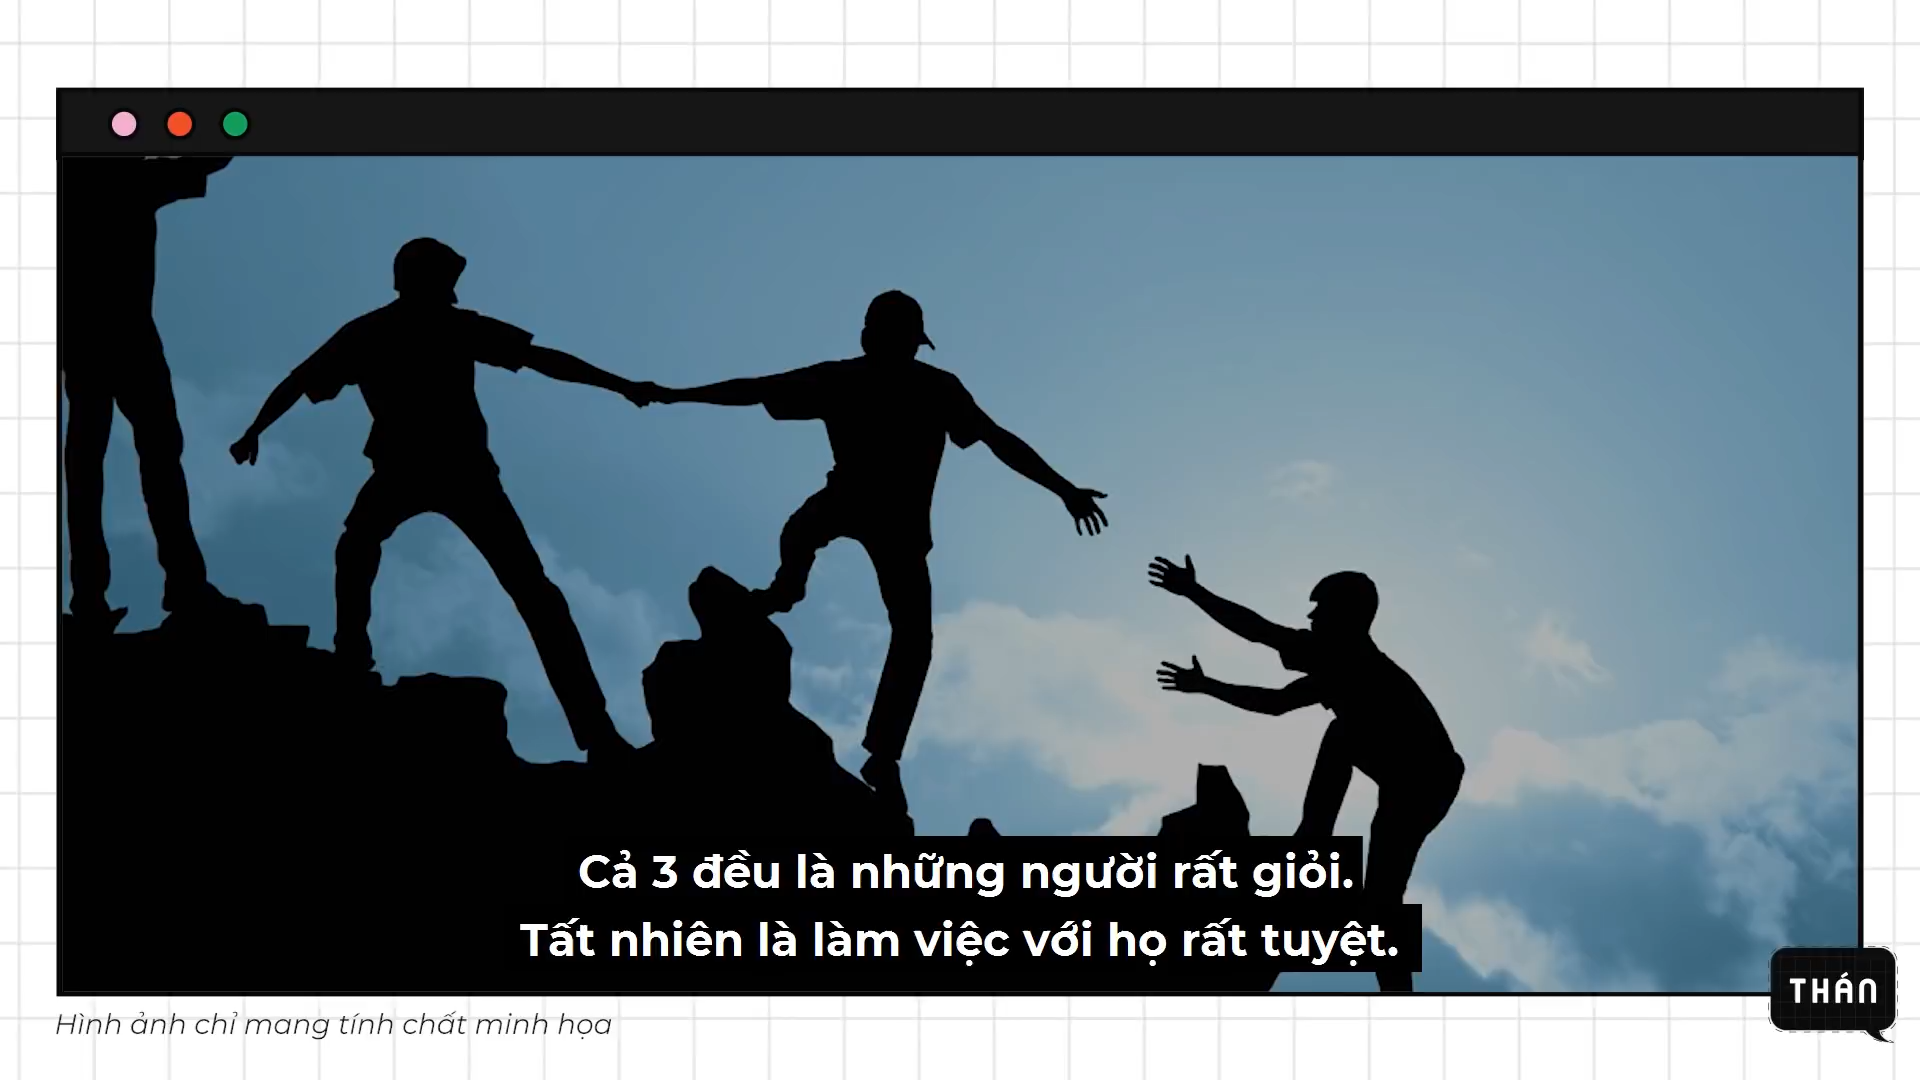 Cả 3 đều là những người rất giỏi.
Tất nhiên là làm việc với họ rất tuyệt.
THÁN
Hình ảnh chỉ mang tính chất minh họa